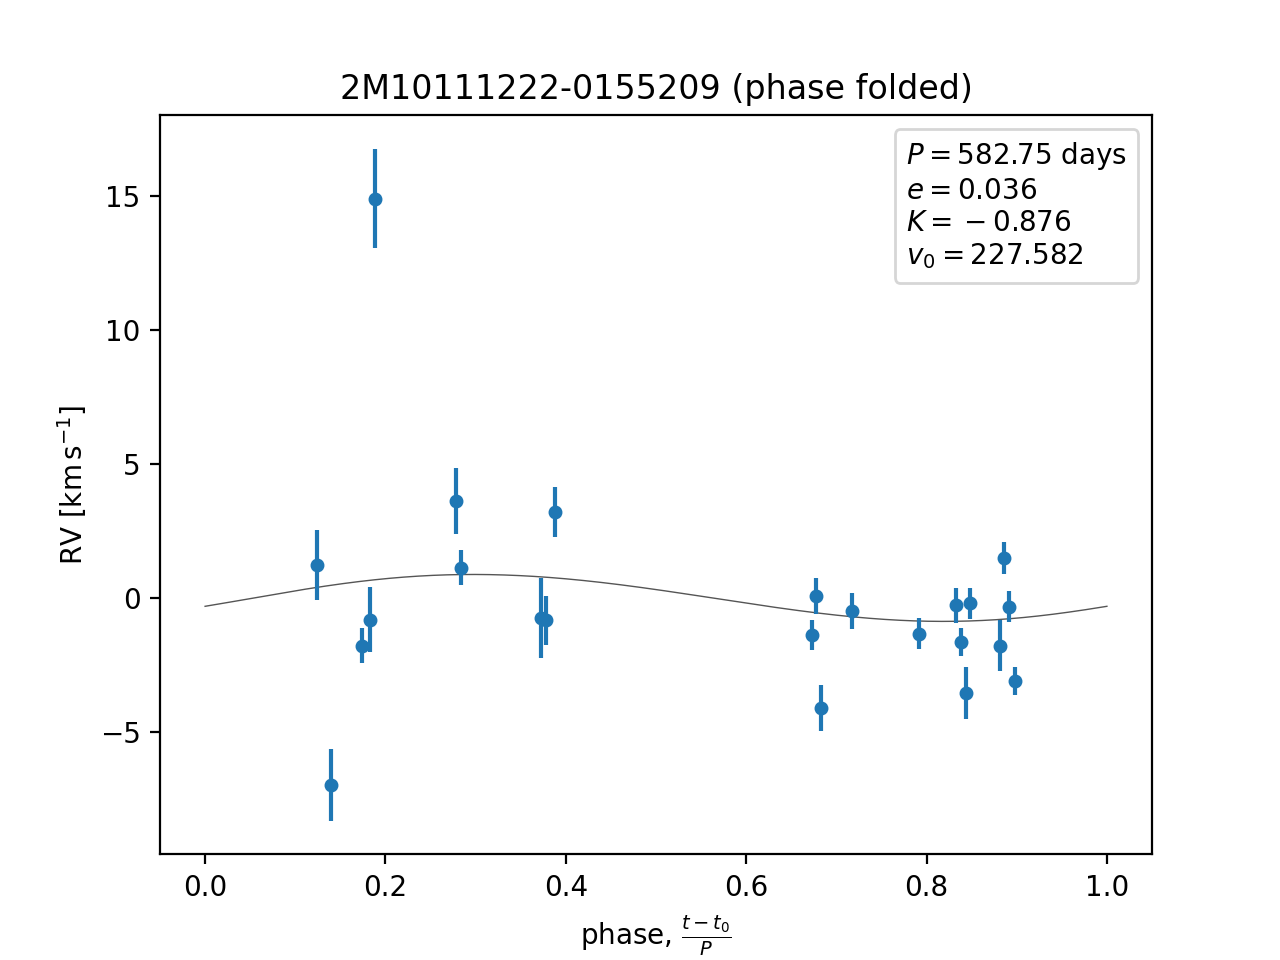 2M10111222-0155209 (phase folded)
P = 582.75 days
e = 0.036
K = −0.876
v₀ = 227.582
15
10
5
0
−5
RV [km s⁻¹]
0.0 0.2 0.4 0.6 0.8 1.0
phase, (t − t₀)/P